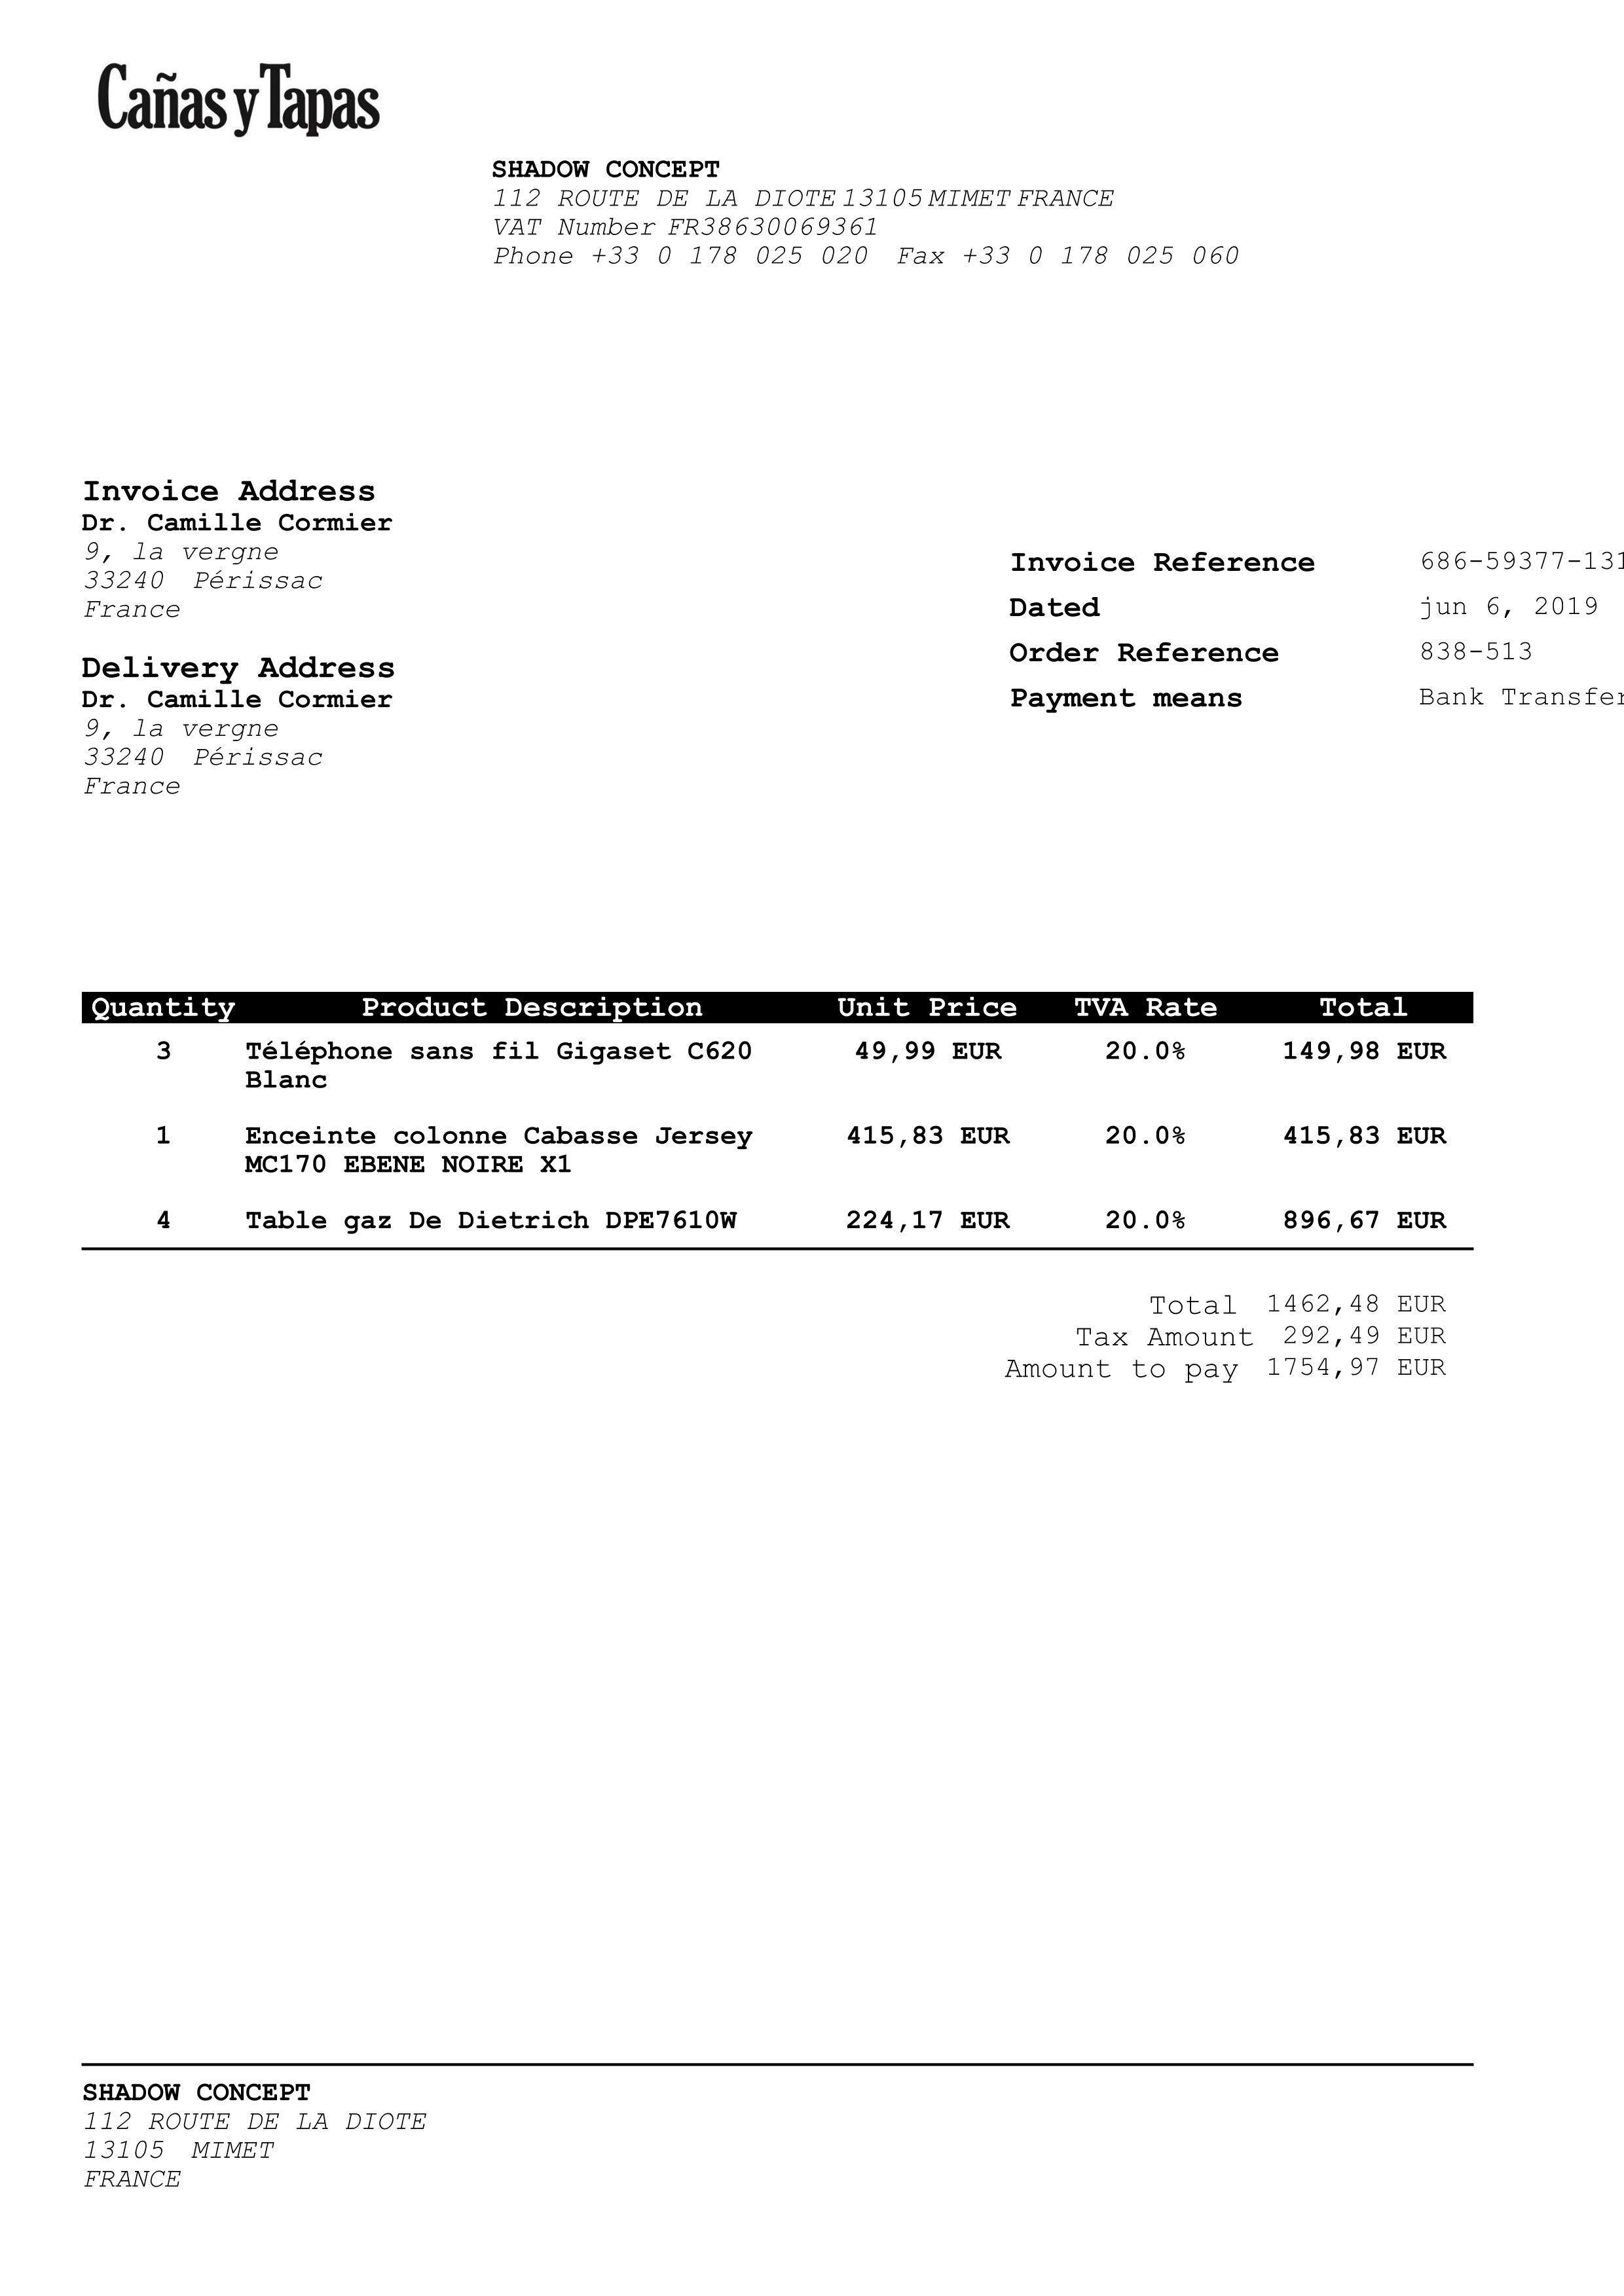 Cañas y Tapas
SHADOW CONCEPT
112 ROUTE DE LA DIOTE 13105 MIMET FRANCE
VAT Number FR38630069361
Phone +33 0 178 025 020 Fax +33 0 178 025 060
Invoice Address
Dr. Camille Cormier
9, la vergne
33240 Périssac
France
Invoice Reference 686-59377-131
Dated jun 6, 2019
Order Reference 838-513
Payment means Bank Transfer
Delivery Address
Dr. Camille Cormier
9, la vergne
33240 Périssac
France
Quantity Product Description Unit Price TVA Rate Total
3 Téléphone sans fil Gigaset C620 49,99 EUR 20.0% 149,98 EUR
Blanc
1 Enceinte colonne Cabasse Jersey 415,83 EUR 20.0% 415,83 EUR
MC170 EBENE NOIRE X1
4 Table gaz De Dietrich DPE7610W 224,17 EUR 20.0% 896,67 EUR
Total 1462,48 EUR
Tax Amount 292,49 EUR
Amount to pay 1754,97 EUR
SHADOW CONCEPT
112 ROUTE DE LA DIOTE
13105 MIMET
FRANCE